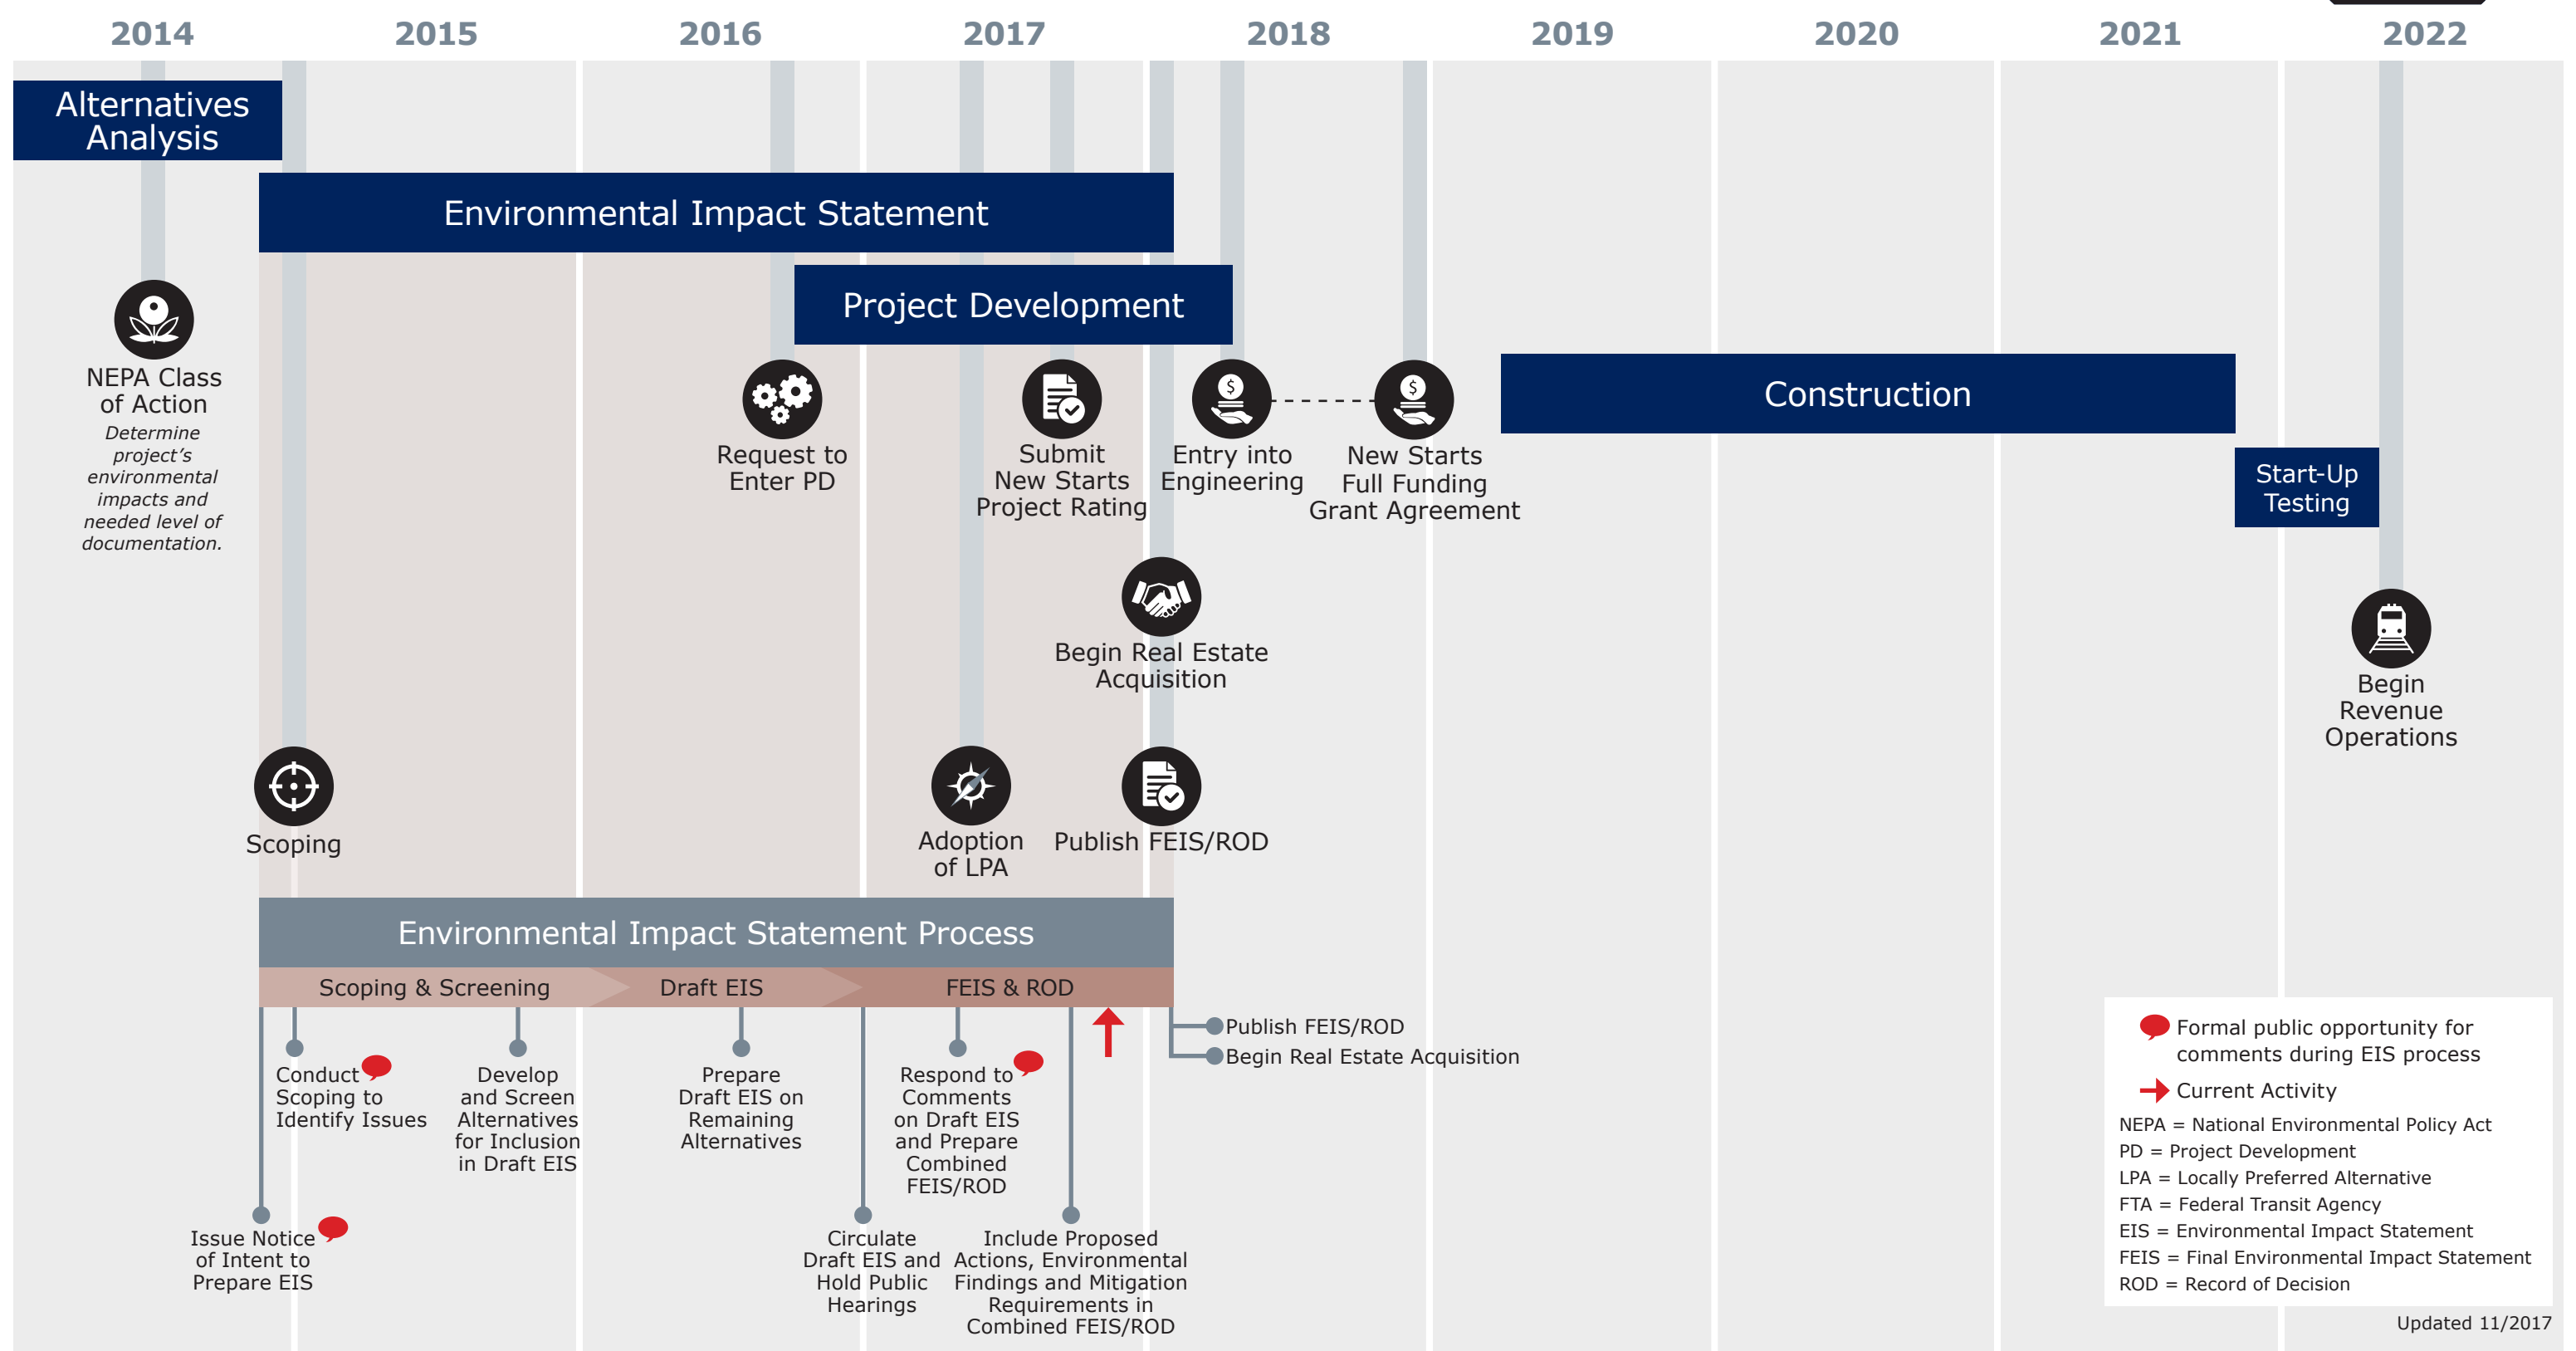 2014 2015 2016 2017 2018 2019 2020 2021 2022
Alternatives
Analysis
Environmental Impact Statement
Project Development
NEPA Class
of Action
Determine
project's
environmental
impacts and
needed level of
documentation.
Request to
Enter PD
Submit
New Starts
Project Rating
Entry into
Engineering
New Starts
Full Funding
Grant Agreement
Construction
Start-Up
Testing
Begin Real Estate
Acquisition
Begin
Revenue
Operations
Scoping
Adoption
of LPA
Publish FEIS/ROD
Environmental Impact Statement Process
Scoping & Screening
Draft EIS
FEIS & ROD
Publish FEIS/ROD
Begin Real Estate Acquisition
Conduct
Scoping to
Identify Issues
Develop
and Screen
Alternatives
for Inclusion
in Draft EIS
Prepare
Draft EIS on
Remaining
Alternatives
Respond to
Comments
on Draft EIS
and Prepare
Combined
FEIS/ROD
Issue Notice
of Intent to
Prepare EIS
Circulate
Draft EIS and
Hold Public
Hearings
Include Proposed
Actions, Environmental
Findings and Mitigation
Requirements in
Combined FEIS/ROD
Formal public opportunity for
comments during EIS process
Current Activity
NEPA = National Environmental Policy Act
PD = Project Development
LPA = Locally Preferred Alternative
FTA = Federal Transit Agency
EIS = Environmental Impact Statement
FEIS = Final Environmental Impact Statement
ROD = Record of Decision
Updated 11/2017